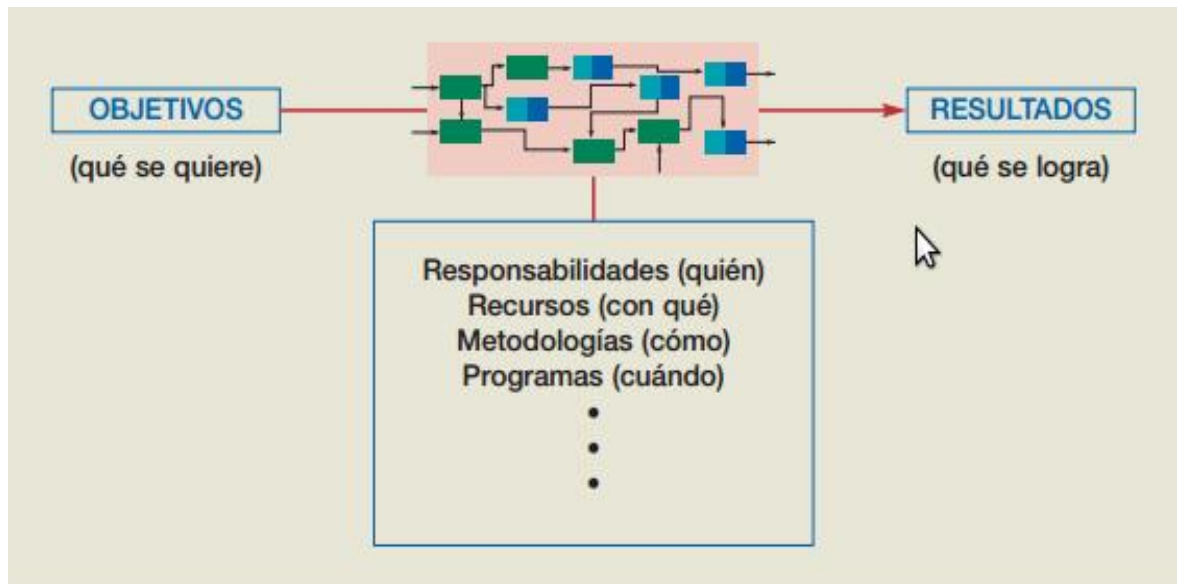 OBJETIVOS
(qué se quiere)
RESULTADOS
(qué se logra)
Responsabilidades (quién)
Recursos (con qué)
Metodologías (cómo)
Programas (cuándo)